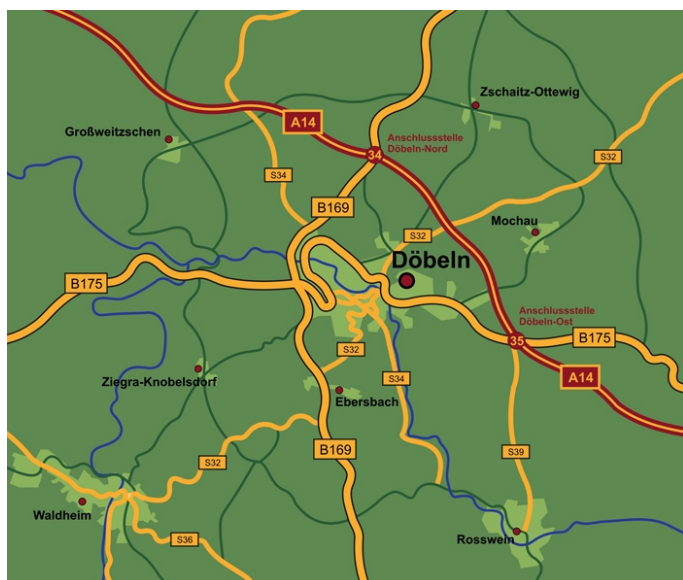 Zschaitz-Ottewig
A14
Großweitzschen
Anschlussstelle
Döbeln-Nord
34
S32
S34
B169
Mochau
S32
Döbeln
B175
Anschlussstelle
Döbeln-Ost
35
B175
S32
Ziegra-Knobelsdorf
S34
A14
Ebersbach
B169
S39
S32
Waldheim
S36
Rosswein